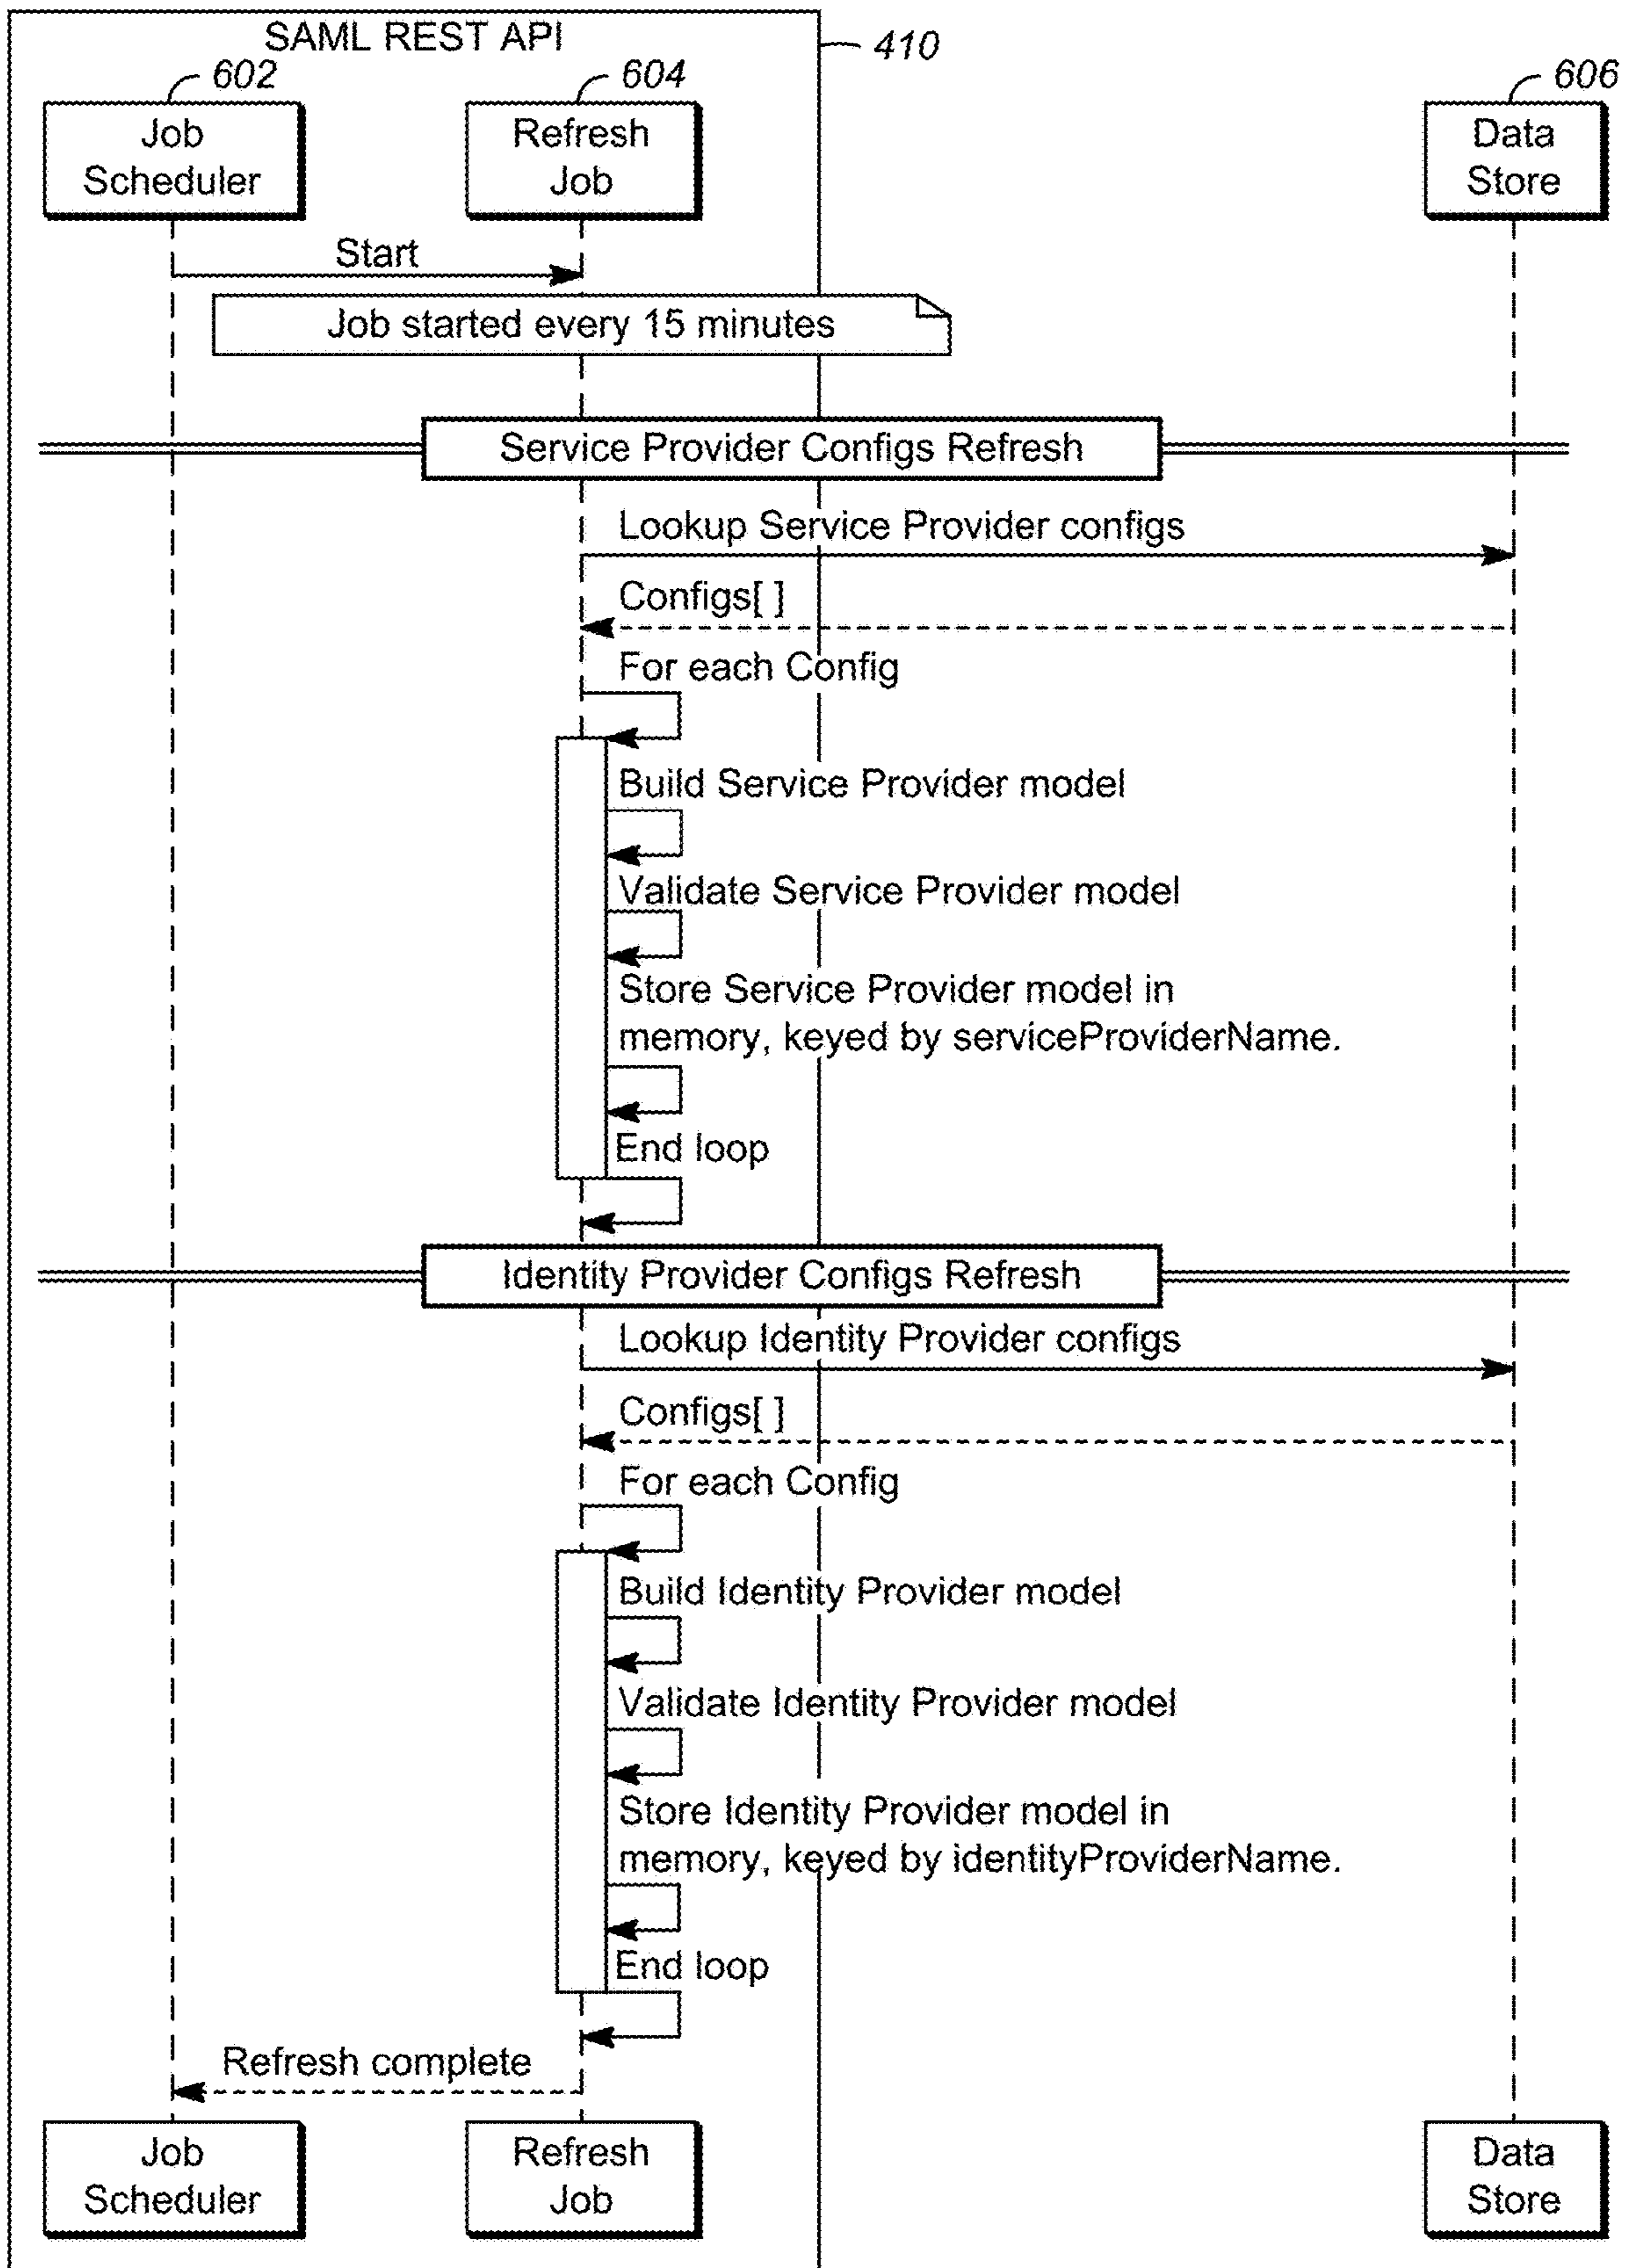 SAML REST API
410
602
604
606
Job
Scheduler
Refresh
Job
Data
Store
Start
Job started every 15 minutes
Service Provider Configs Refresh
Lookup Service Provider configs
Configs[ ]
For each Config
Build Service Provider model
Validate Service Provider model
Store Service Provider model in
memory, keyed by serviceProviderName.
End loop
Identity Provider Configs Refresh
Lookup Identity Provider configs
Configs[ ]
For each Config
Build Identity Provider model
Validate Identity Provider model
Store Identity Provider model in
memory, keyed by identityProviderName.
End loop
Refresh complete
Job
Scheduler
Refresh
Job
Data
Store